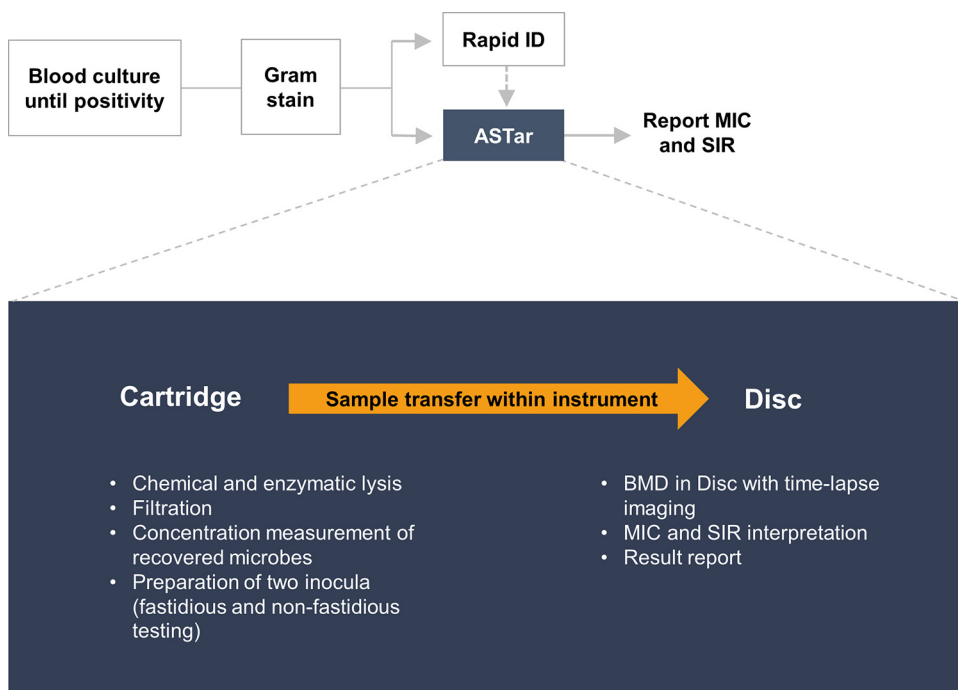 Blood culture
until positivity
Gram
stain
Rapid ID
ASTar
Report MIC
and SIR
Cartridge
Sample transfer within instrument
Disc
• Chemical and enzymatic lysis
• Filtration
• Concentration measurement of
recovered microbes
• Preparation of two inocula
(fastidious and non-fastidious
testing)
• BMD in Disc with time-lapse
imaging
• MIC and SIR interpretation
• Result report